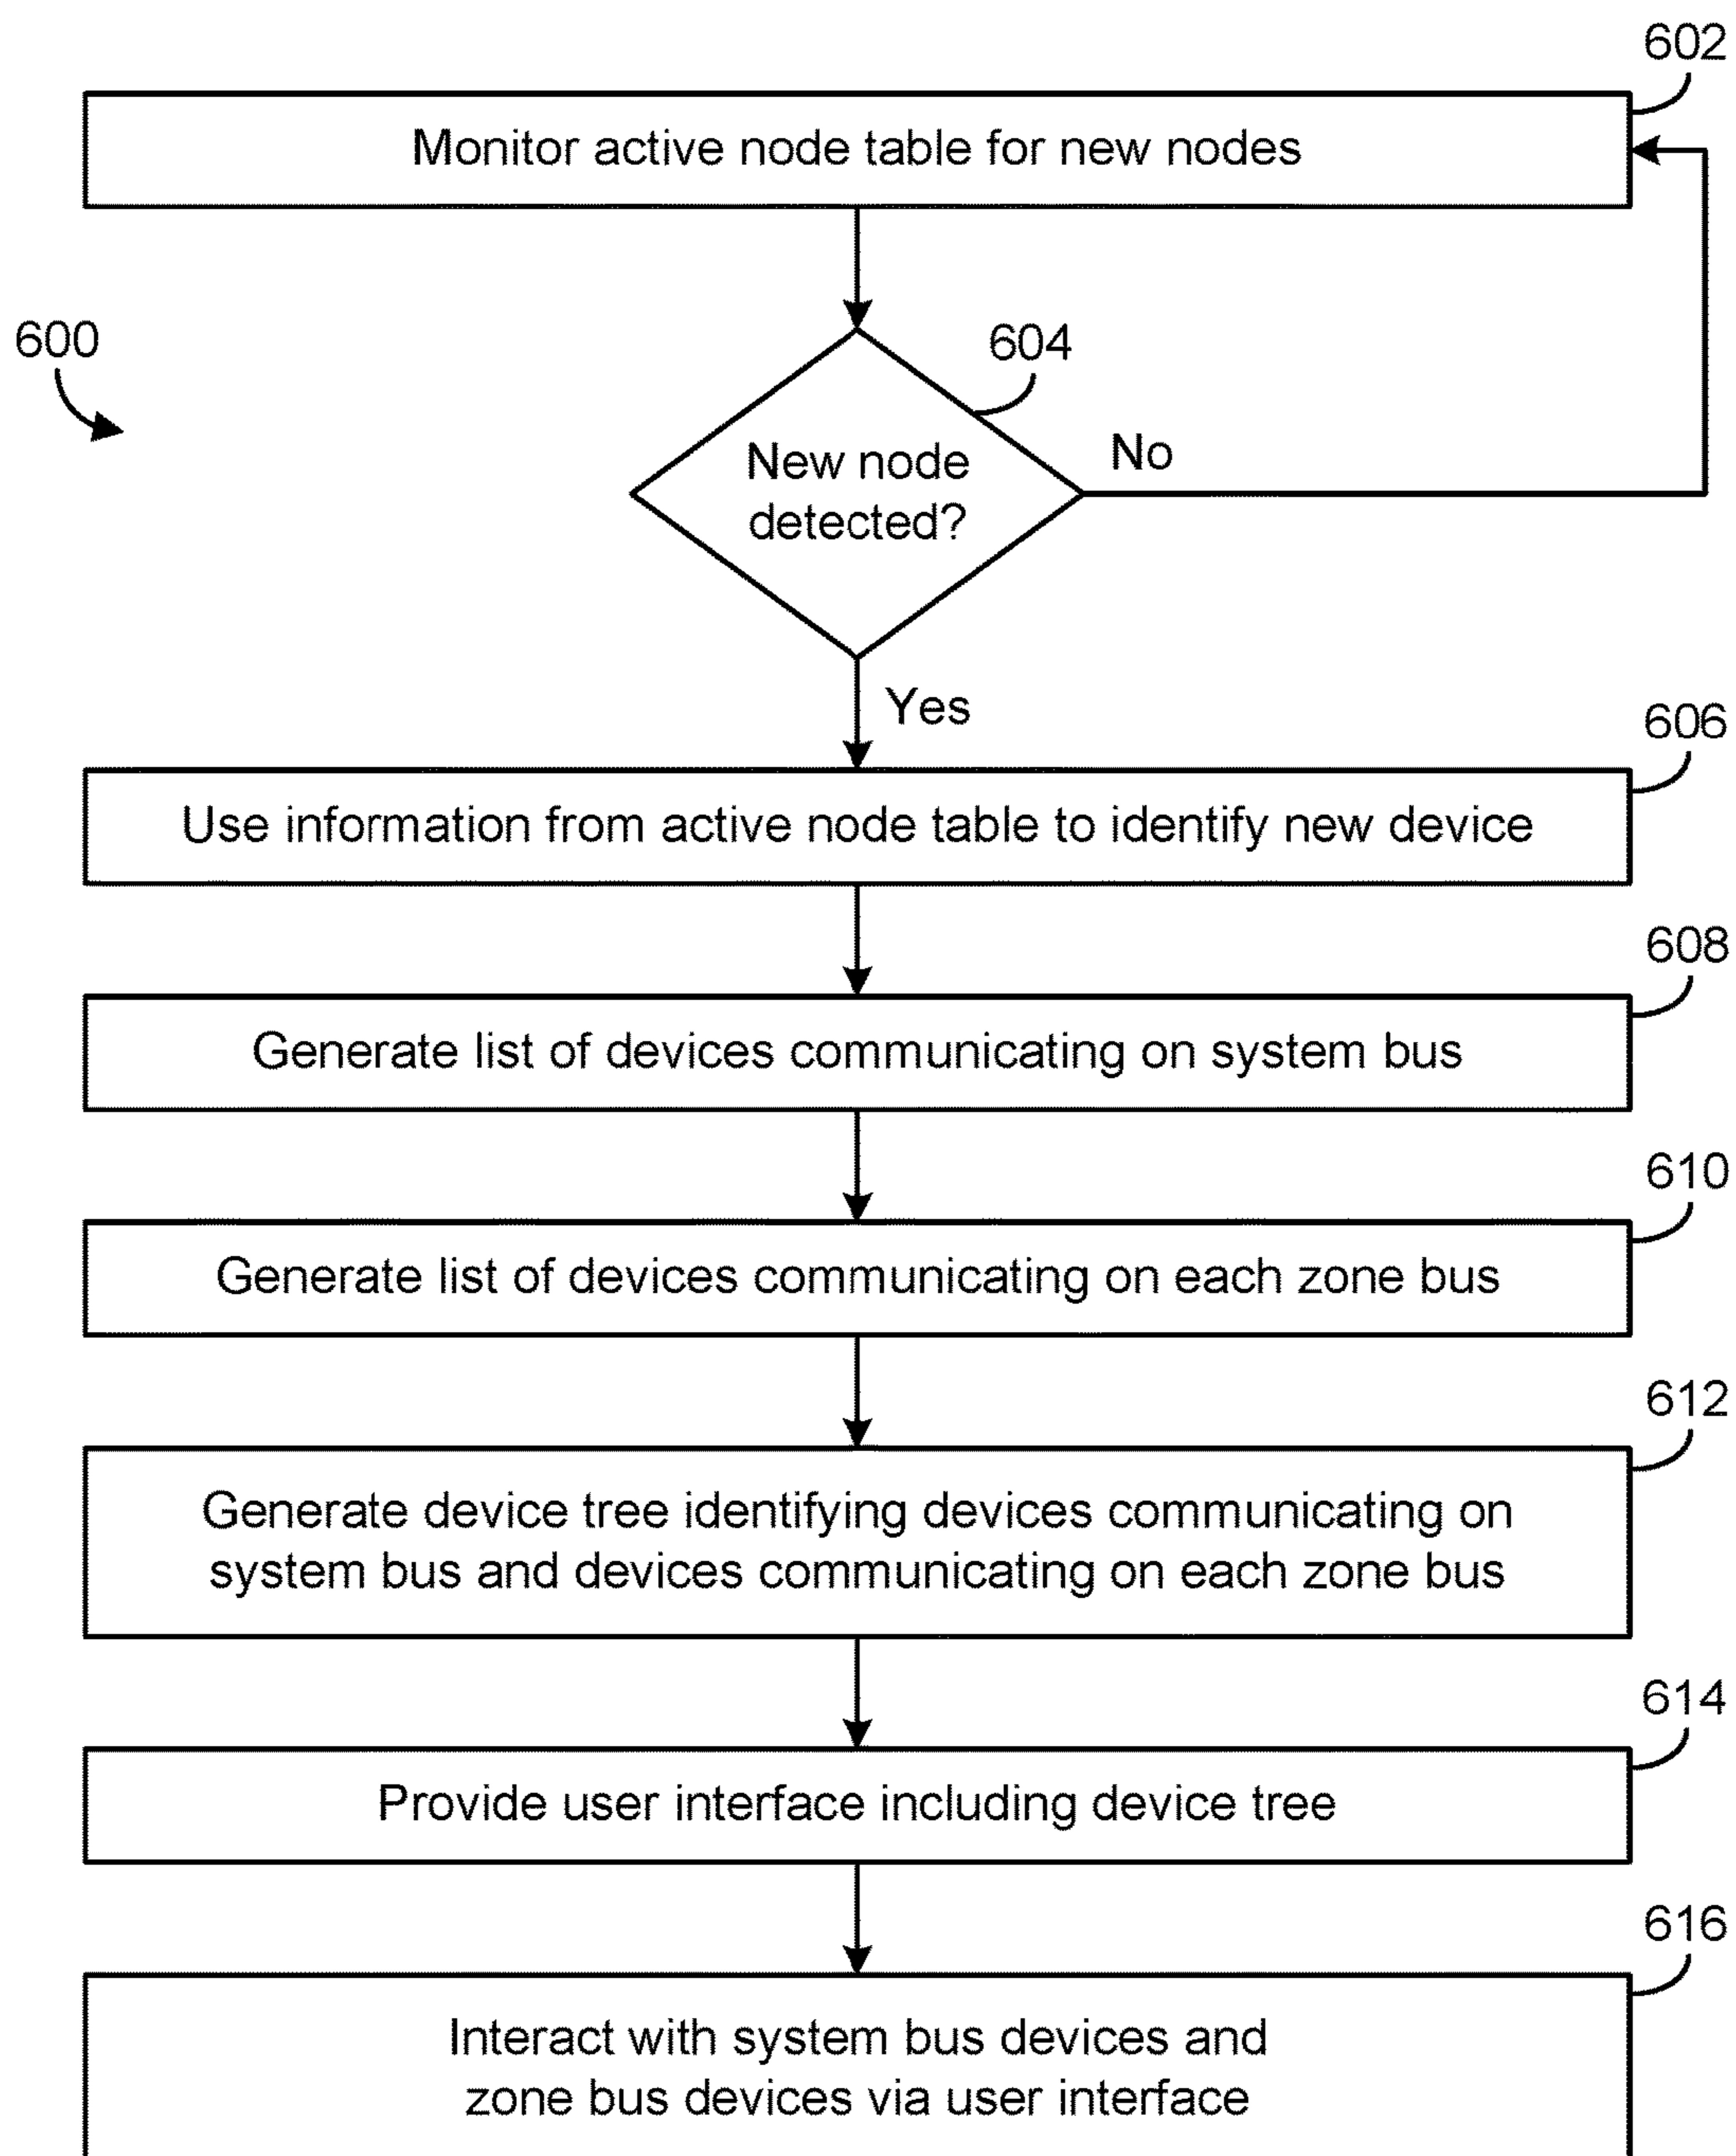 602
Monitor active node table for new nodes
600
604
New node
detected?
No
Yes
606
Use information from active node table to identify new device
608
Generate list of devices communicating on system bus
610
Generate list of devices communicating on each zone bus
612
Generate device tree identifying devices communicating on
system bus and devices communicating on each zone bus
614
Provide user interface including device tree
616
Interact with system bus devices and
zone bus devices via user interface